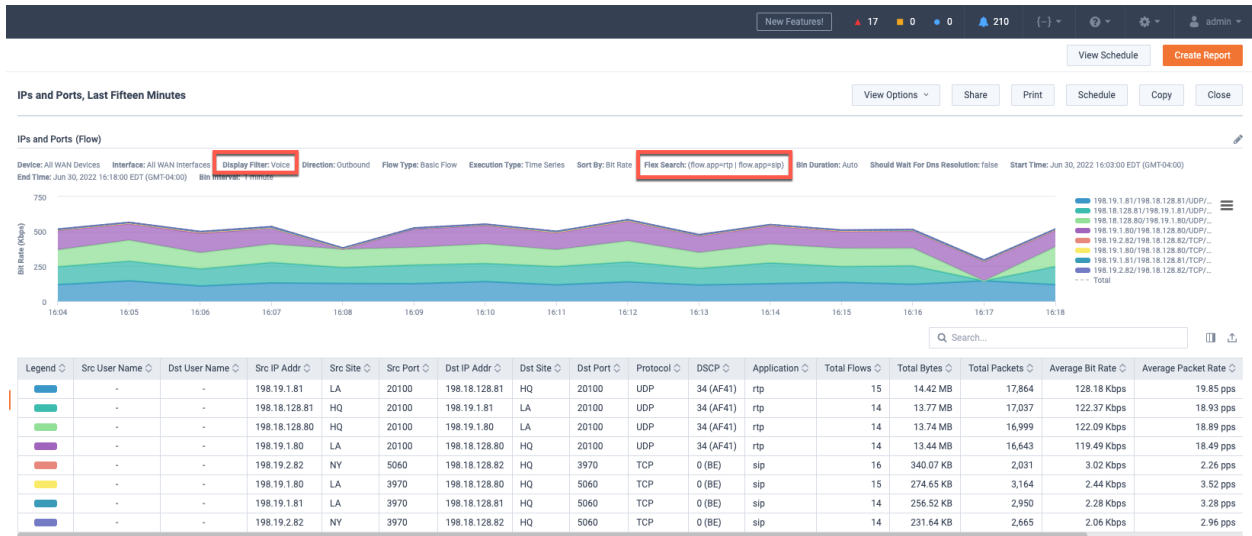 New Features! 17 0 0 210 {--} admin
View Schedule Create Report
IPs and Ports, Last Fifteen Minutes View Options Share Print Schedule Copy Close
IPs and Ports (Flow)
Device: All WAN Devices Interface: All WAN Interfaces Display Filter: Voice Direction: Outbound Flow Type: Basic Flow Execution Type: Time Series Sort By: Bit Rate Flex Search: (flow.app=rtp | flow.app=sip) Bin Duration: Auto Should Wait For Dns Resolution: false Start Time: Jun 30, 2022 16:03:00 EDT (GMT-04:00)
End Time: Jun 30, 2022 16:18:00 EDT (GMT-04:00) Bin Interval: 1 minute
Bit Rate (Kbps)
750
500
250
0
16:04 16:05 16:06 16:07 16:08 16:09 16:10 16:11 16:12 16:13 16:14 16:15 16:16 16:17 16:18
198.19.1.81/198.18.128.81/UDP/...
198.18.128.81/198.19.1.81/UDP/...
198.18.128.80/198.19.1.80/UDP/...
198.19.1.80/198.18.128.80/UDP/...
198.19.2.82/198.18.128.82/TCP/...
198.19.1.80/198.18.128.80/TCP/...
198.19.1.81/198.18.128.81/TCP/...
198.19.2.82/198.18.128.82/TCP/...
Total
Search...
Legend Src User Name Dst User Name Src IP Addr Src Site Src Port Dst IP Addr Dst Site Dst Port Protocol DSCP Application Total Flows Total Bytes Total Packets Average Bit Rate Average Packet Rate
- - 198.19.1.81 LA 20100 198.18.128.81 HQ 20100 UDP 34 (AF41) rtp 15 14.42 MB 17,864 128.18 Kbps 19.85 pps
- - 198.18.128.81 HQ 20100 198.19.1.81 LA 20100 UDP 34 (AF41) rtp 14 13.77 MB 17,037 122.37 Kbps 18.93 pps
- - 198.18.128.80 HQ 20100 198.19.1.80 LA 20100 UDP 34 (AF41) rtp 14 13.74 MB 16,999 122.09 Kbps 18.89 pps
- - 198.19.1.80 LA 20100 198.18.128.80 HQ 20100 UDP 34 (AF41) rtp 14 13.44 MB 16,643 119.49 Kbps 18.49 pps
- - 198.19.2.82 NY 5060 198.18.128.82 HQ 3970 TCP 0 (BE) sip 16 340.07 KB 2,031 3.02 Kbps 2.26 pps
- - 198.19.1.80 LA 3970 198.18.128.80 HQ 5060 TCP 0 (BE) sip 15 274.65 KB 3,164 2.44 Kbps 3.52 pps
- - 198.19.1.81 LA 3970 198.18.128.81 HQ 5060 TCP 0 (BE) sip 14 256.52 KB 2,950 2.28 Kbps 3.28 pps
- - 198.19.2.82 NY 3970 198.18.128.82 HQ 5060 TCP 0 (BE) sip 14 231.64 KB 2,665 2.06 Kbps 2.96 pps